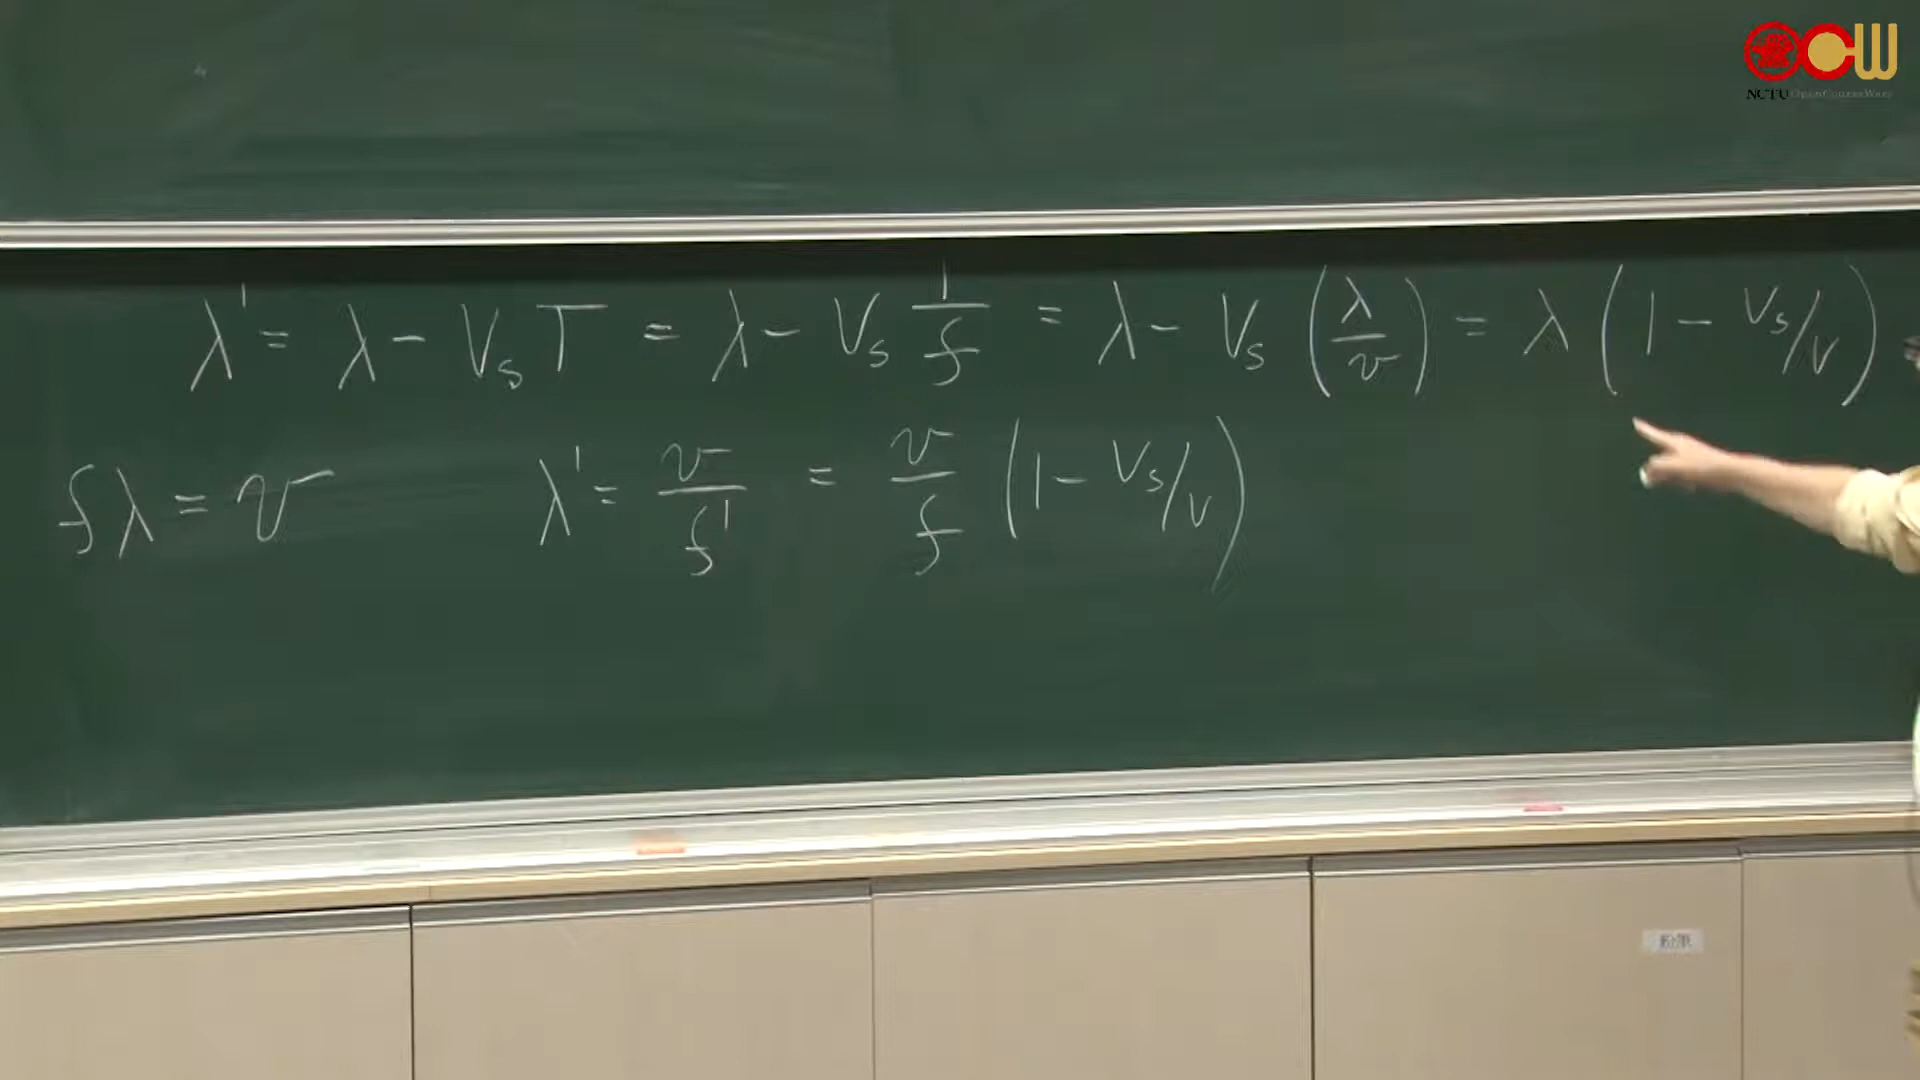 OCW
NCTU OpenCourseWare
λ' = λ - V_s T = λ - V_s 1/f = λ - V_s (λ/v) = λ (1 - V_s/v)
fλ = v
λ' = v/f' = v/f (1 - V_s/v)